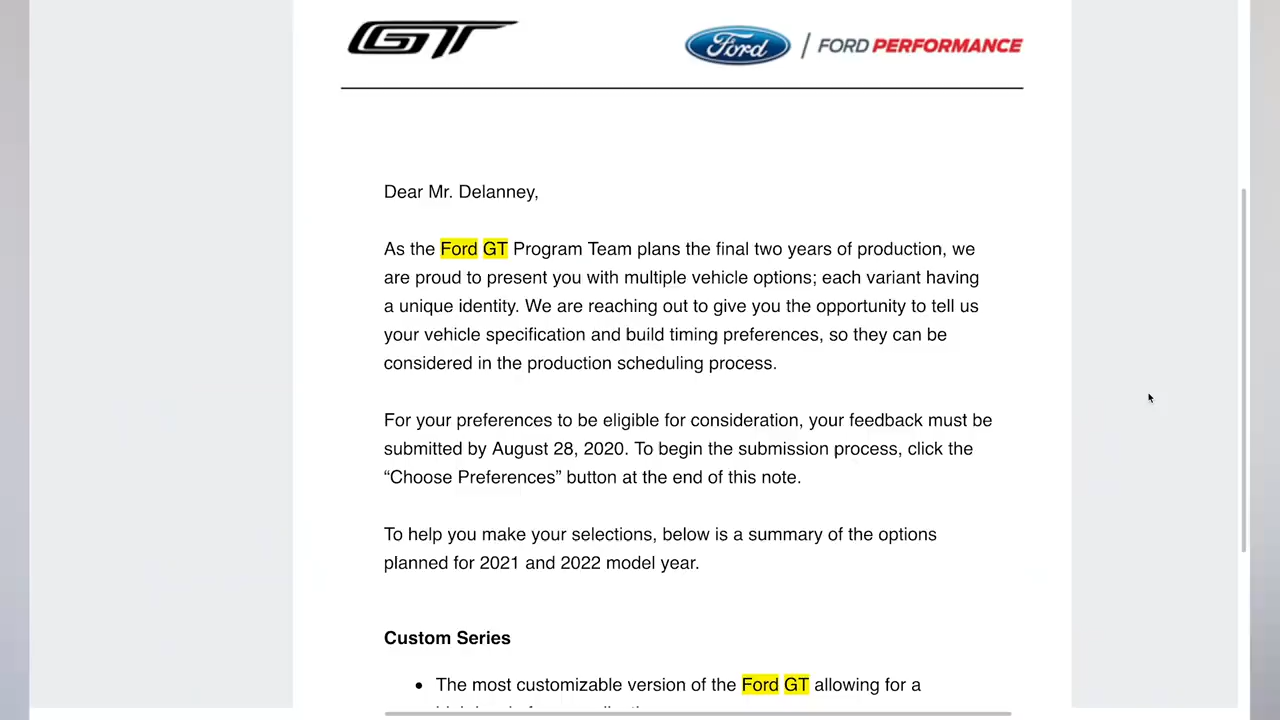 GT Ford / FORD PERFORMANCE
Dear Mr. Delanney,
As the Ford GT Program Team plans the final two years of production, we
are proud to present you with multiple vehicle options; each variant having
a unique identity. We are reaching out to give you the opportunity to tell us
your vehicle specification and build timing preferences, so they can be
considered in the production scheduling process.
For your preferences to be eligible for consideration, your feedback must be
submitted by August 28, 2020. To begin the submission process, click the
“Choose Preferences” button at the end of this note.
To help you make your selections, below is a summary of the options
planned for 2021 and 2022 model year.
Custom Series
• The most customizable version of the Ford GT allowing for a